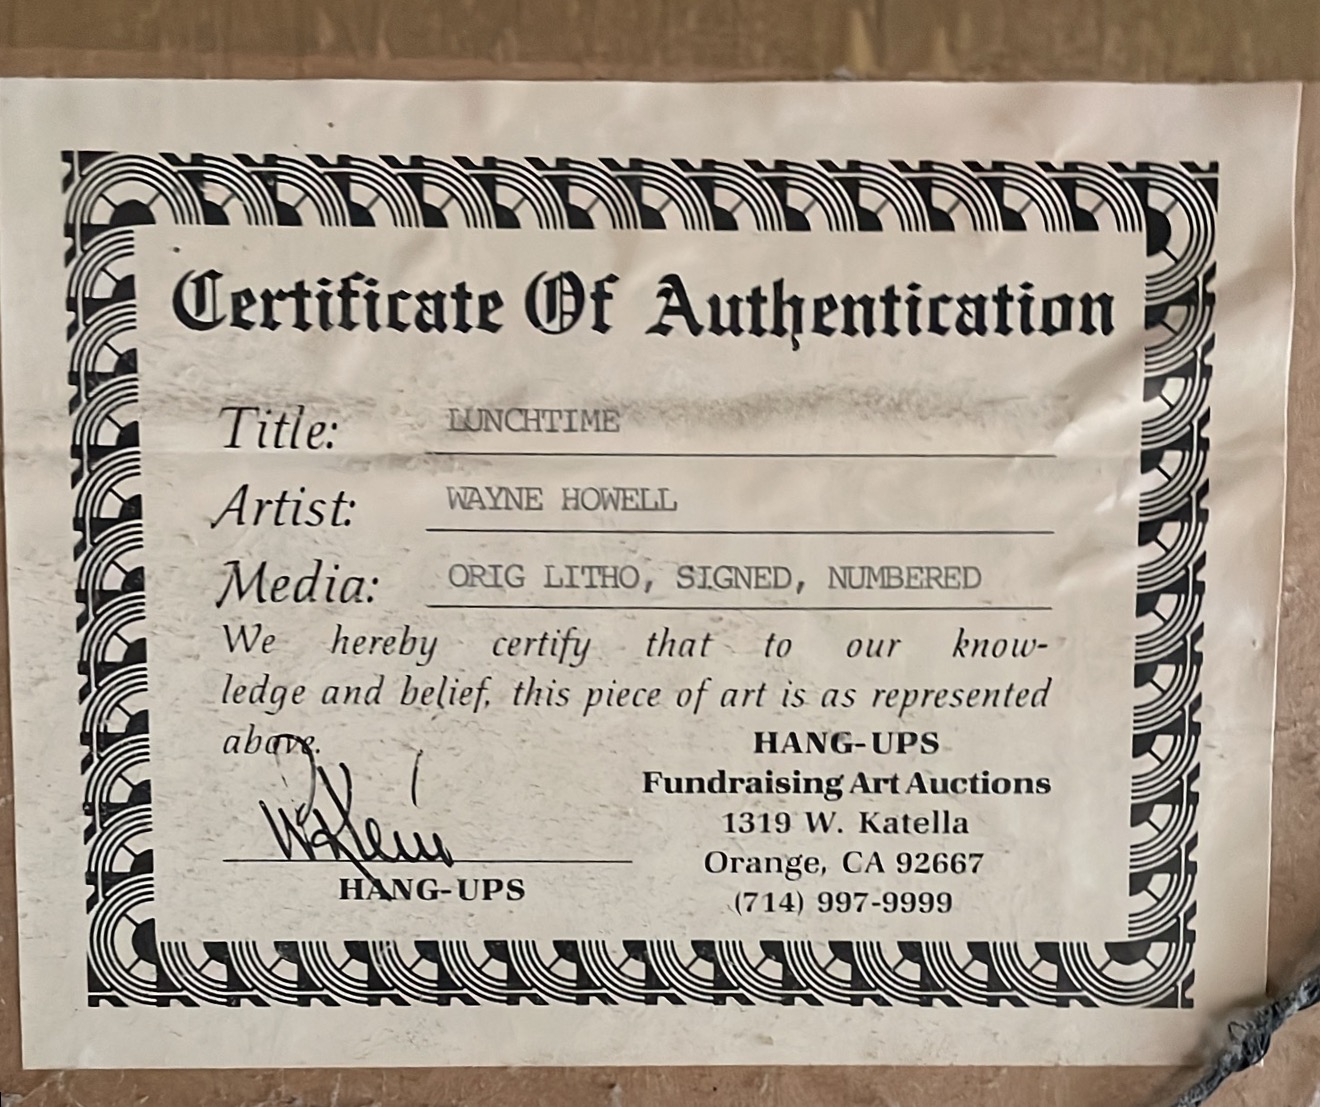 Certificate Of Authentication
Title: LUNCHTIME
Artist: WAYNE HOWELL
Media: ORIG LITHO, SIGNED, NUMBERED
We hereby certify that to our know-
ledge and belief, this piece of art is as represented
above.
HANG-UPS
Fundraising Art Auctions
1319 W. Katella
Orange, CA 92667
(714) 997-9999
HANG-UPS